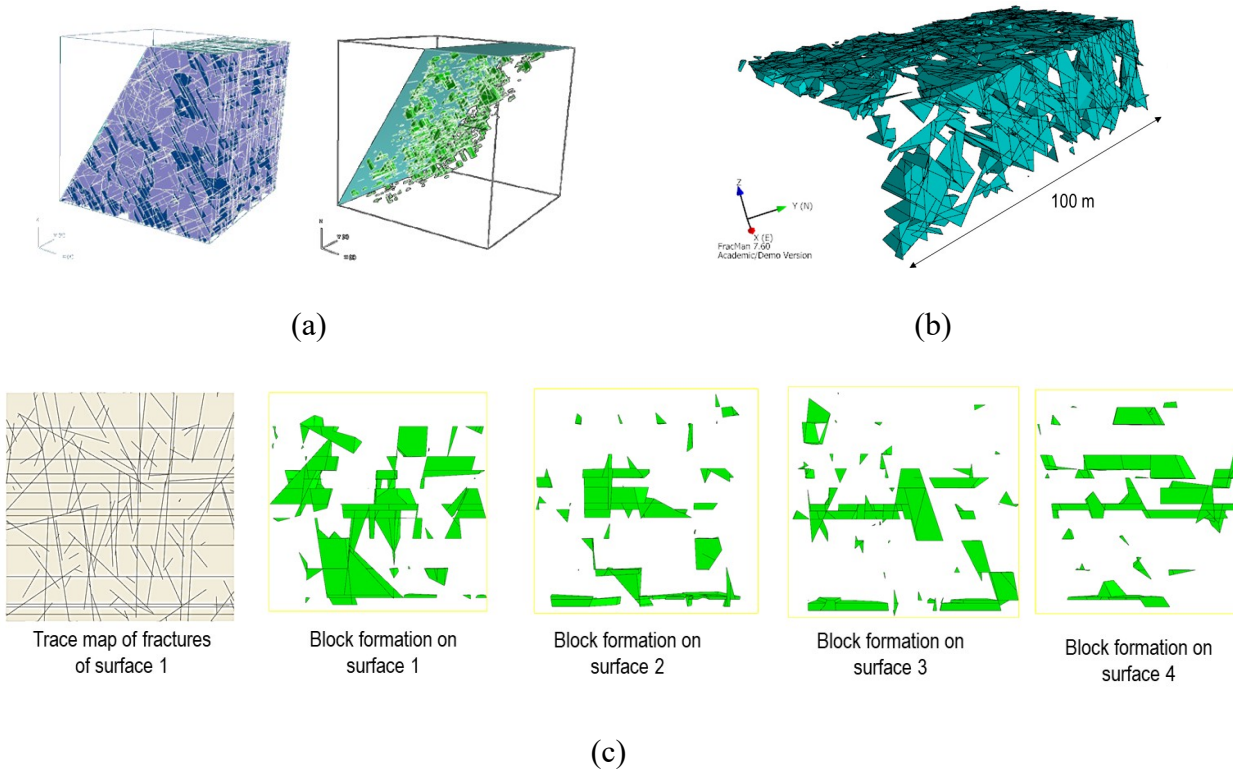 Z
Y (N)
X (E)
FracMan 7.60
Academic/Demo Version
100 m
(a)
(b)
Trace map of fractures
of surface 1
Block formation on
surface 1
Block formation on
surface 2
Block formation on
surface 3
Block formation on
surface 4
(c)